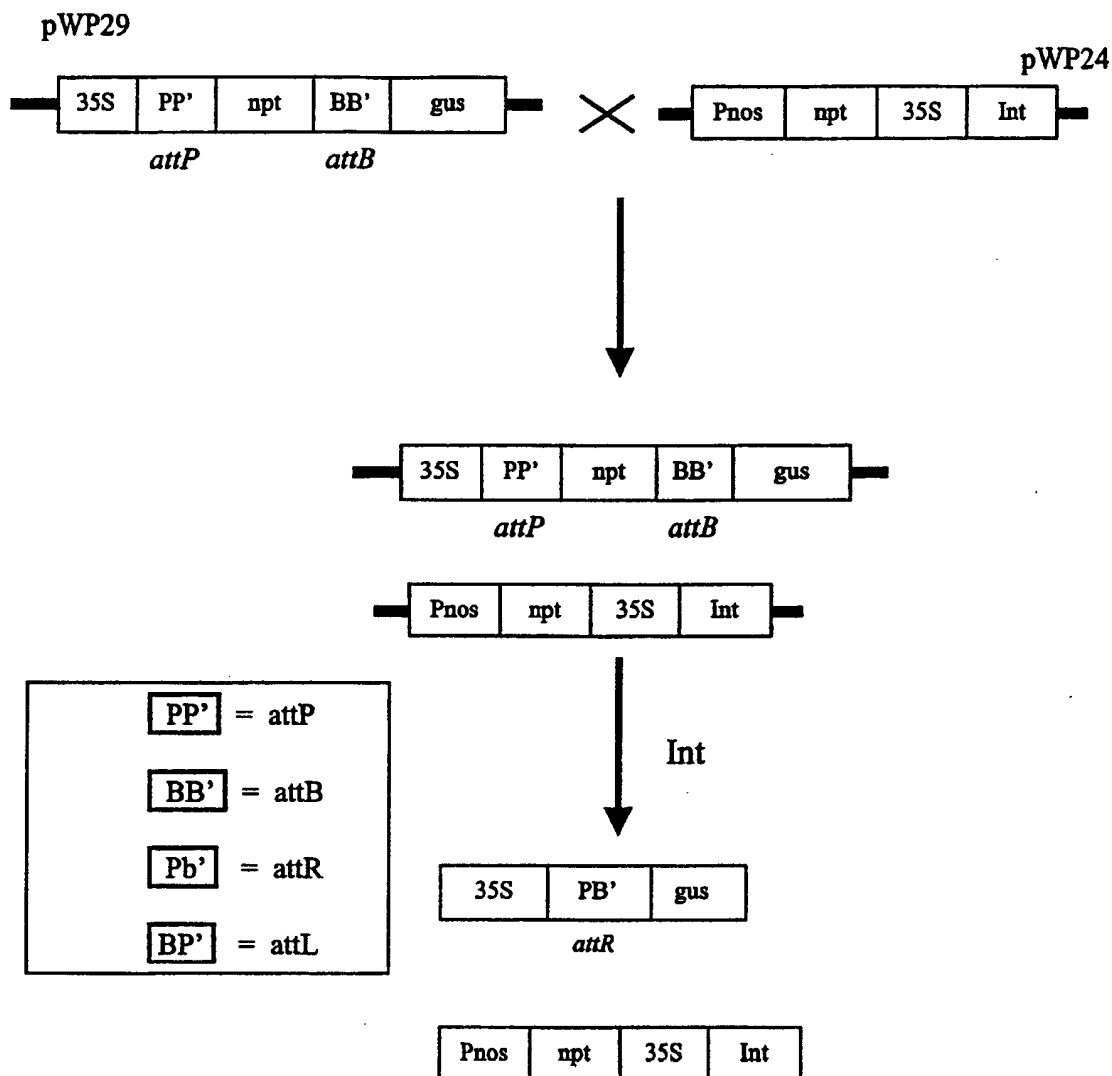 pWP29
pWP24
35S PP' npt BB' gus
Pnos npt 35S Int
attP attB
35S PP' npt BB' gus
attP attB
Pnos npt 35S Int
PP' = attP
BB' = attB
Pb' = attR
BP' = attL
Int
35S PB' gus
attR
Pnos npt 35S Int